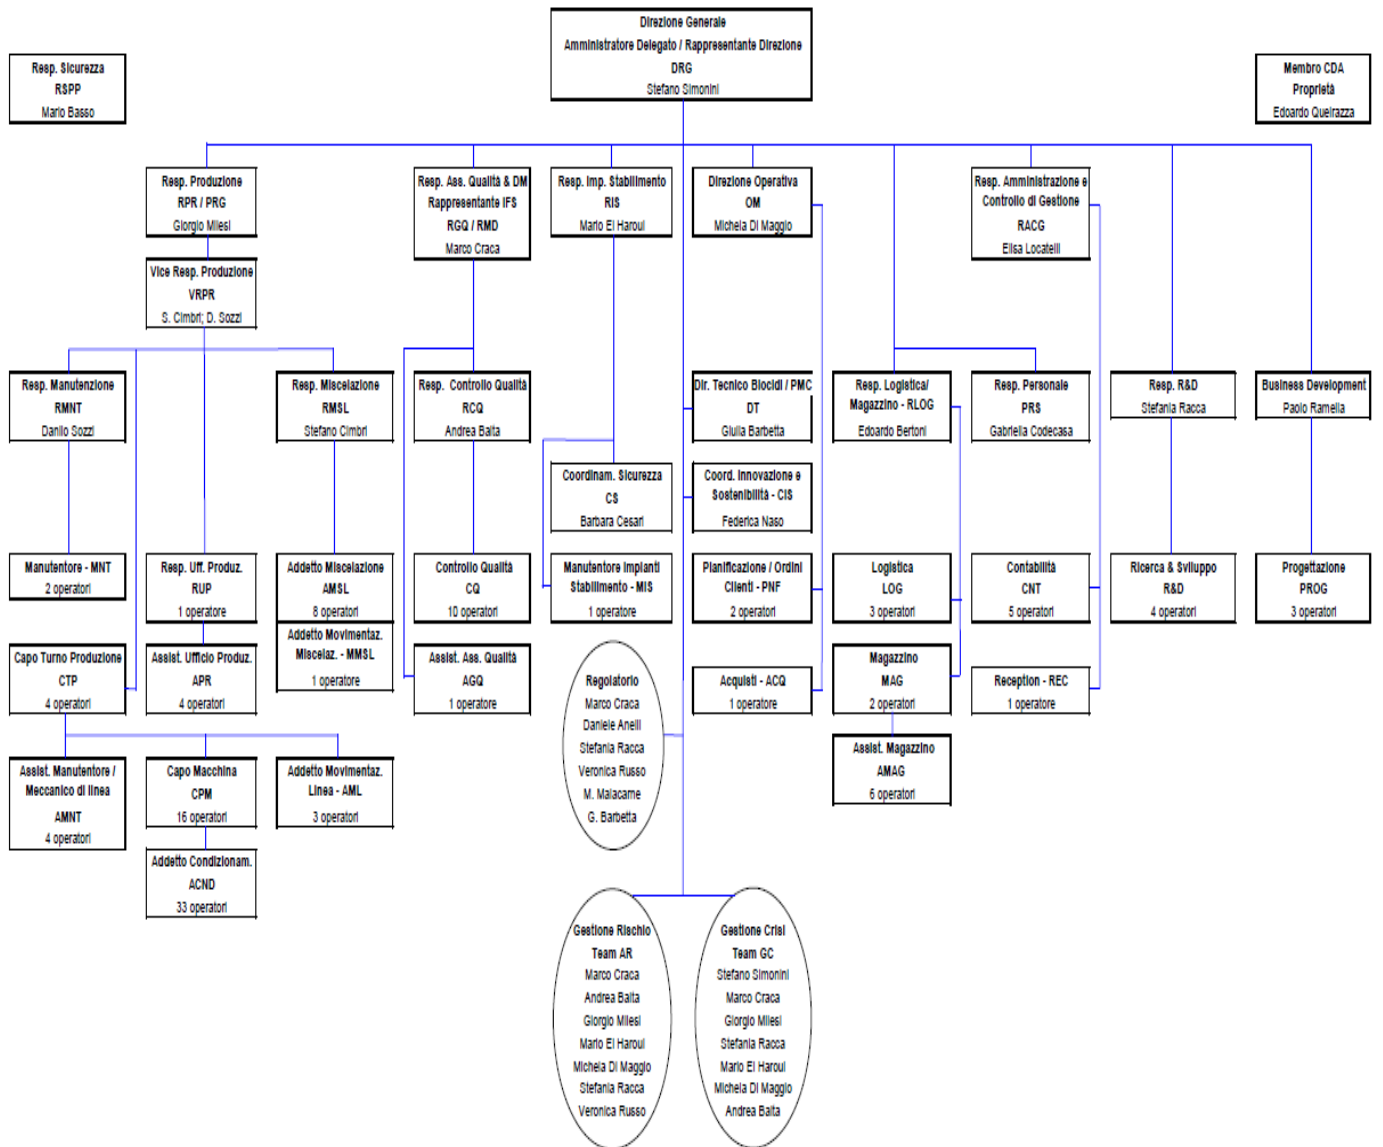 Direzione Generale
Amministratore Delegato / Rappresentante Direzione
DRG
Stefano Simonini
Resp. Sicurezza
RSPP
Mario Basso
Membro CDA
Proprietà
Edoardo Queirazza
Resp. Produzione
RPR / PRG
Giorgio Milesi
Resp. Ass. Qualità & DM
Rappresentante IFS
RGQ / RMD
Marco Craca
Resp. Imp. Stabilimento
RIS
Mario El Haroui
Direzione Operativa
OM
Michela Di Maggio
Resp. Amministrazione e
Controllo di Gestione
RACG
Elisa Locatelli
Vice Resp. Produzione
VRPR
S. Cimbri; D. Sozzi
Resp. Manutenzione
RMNT
Danilo Sozzi
Resp. Miscelazione
RMSL
Stefano Cimbri
Resp. Controllo Qualità
RCQ
Andrea Baita
Dir. Tecnico Biocidi / PMC
DT
Giulia Barbetta
Resp. Logistica/
Magazzino - RLOG
Edoardo Bertoni
Resp. Personale
PRS
Gabriella Codecasa
Resp. R&D
Stefania Racca
Business Development
Paolo Ramella
Coordinam. Sicurezza
CS
Barbara Cesari
Coord. Innovazione e
Sostenibilità - CIS
Federica Naso
Manutentore - MNT
2 operatori
Resp. Uff. Produz.
RUP
1 operatore
Addetto Miscelazione
AMSL
8 operatori
Controllo Qualità
CQ
10 operatori
Manutentore Impianti
Stabilimento - MIS
1 operatore
Planificazione / Ordini
Clienti - PNF
2 operatori
Logistica
LOG
3 operatori
Contabilità
CNT
5 operatori
Ricerca & Sviluppo
R&D
4 operatori
Progettazione
PROG
3 operatori
Capo Turno Produzione
CTP
4 operatori
Assist. Ufficio Produz.
APR
4 operatori
Addetto Movimentaz.
Miscelaz. - MMSL
1 operatore
Assist. Ass. Qualità
AGQ
1 operatore
Regolatorio
Marco Craca
Daniele Anelli
Stefania Racca
Veronica Russo
M. Malacarne
G. Barbetta
Acquisti - ACQ
1 operatore
Magazzino
MAG
2 operatori
Reception - REC
1 operatore
Assist. Manutentore /
Meccanico di linea
AMNT
4 operatori
Capo Macchina
CPM
16 operatori
Addetto Movimentaz.
Linea - AML
3 operatori
Assist. Magazzino
AMAG
6 operatori
Addetto Condizionam.
ACND
33 operatori
Gestione Rischio
Team AR
Marco Craca
Andrea Baita
Giorgio Milesi
Mario El Haroui
Michela Di Maggio
Stefania Racca
Veronica Russo
Gestione Crisi
Team GC
Stefano Simonini
Marco Craca
Giorgio Milesi
Stefania Racca
Mario El Haroui
Michela Di Maggio
Andrea Baita